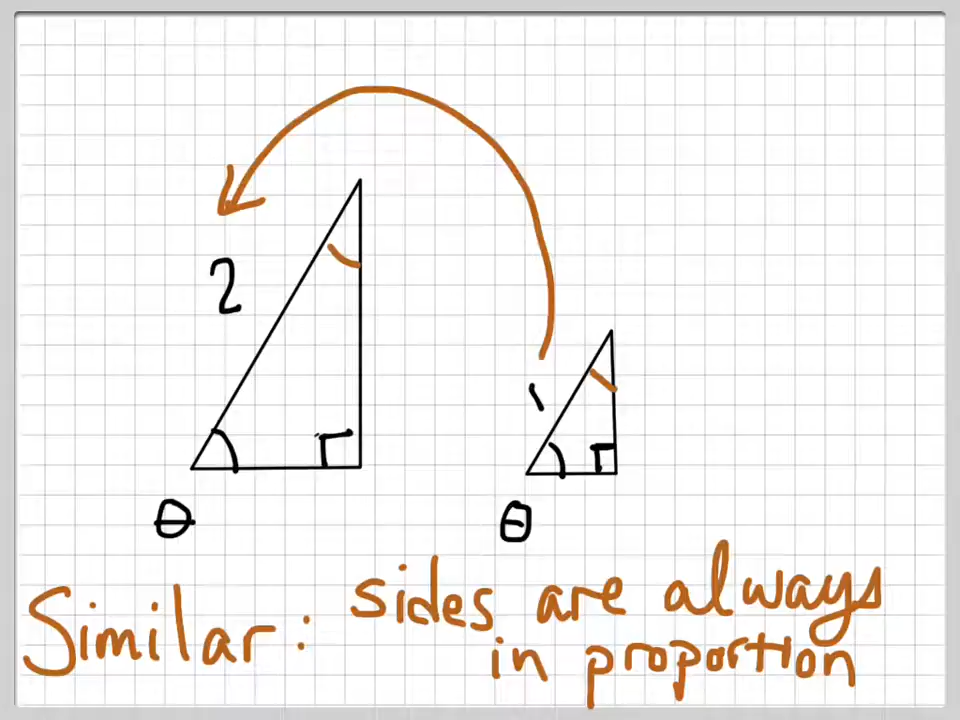 2
1
θ
θ
Similar: sides are always
in proportion